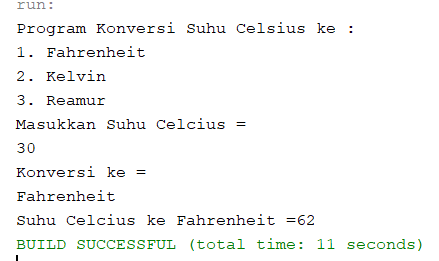 run:
Program Konversi Suhu Celsius ke :
1. Fahrenheit
2. Kelvin
3. Reamur
Masukkan Suhu Celcius =
30
Konversi ke =
Fahrenheit
Suhu Celcius ke Fahrenheit =62
BUILD SUCCESSFUL (total time: 11 seconds)